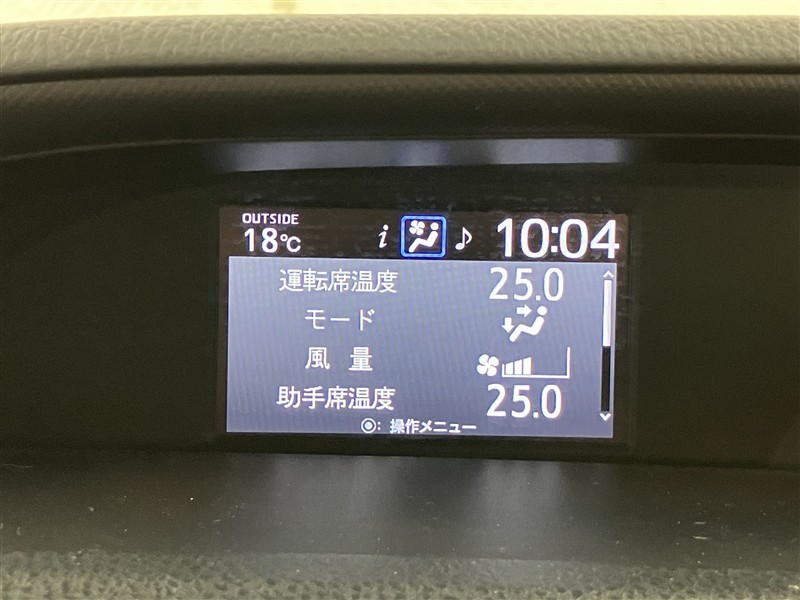 OUTSIDE
18℃ i 10:04
運転席温度 25.0
モード
風量
助手席温度 25.0
◉: 操作メニュー